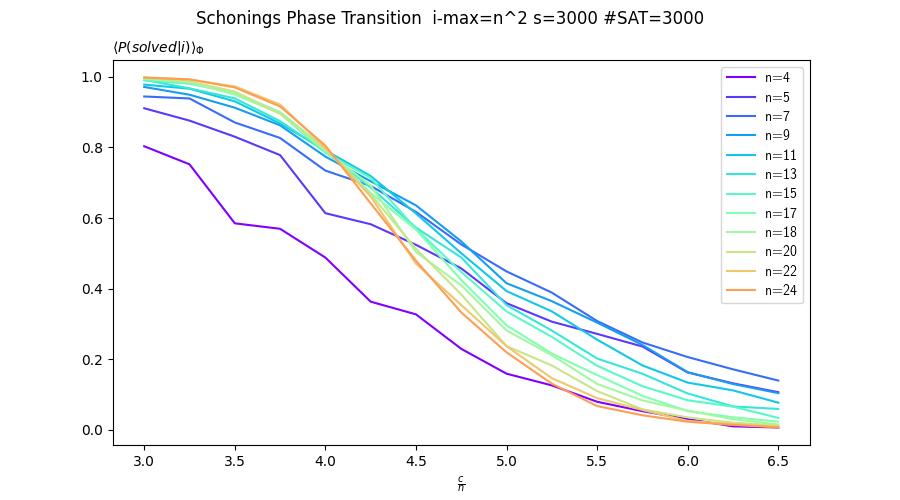 Schonings Phase Transition  i-max=n^2 s=3000 #SAT=3000
⟨P(solved|i)⟩Φ
1.0
0.8
0.6
0.4
0.2
0.0
n=4
n=5
n=7
n=9
n=11
n=13
n=15
n=17
n=18
n=20
n=22
n=24
3.0 3.5 4.0 4.5 5.0 5.5 6.0 6.5
c/n